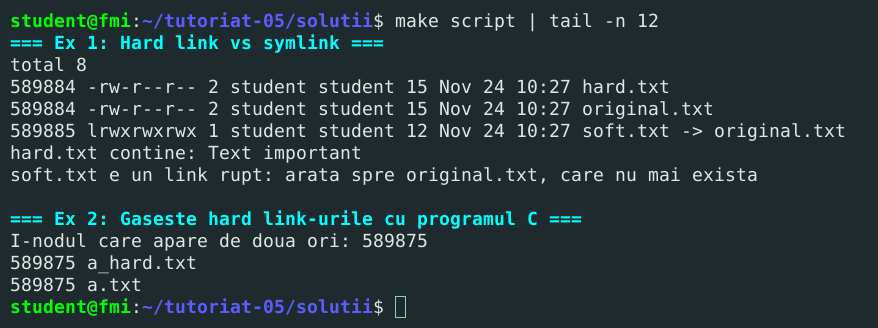 student@fmi:~/tutoriat-05/solutii$ make script | tail -n 12
=== Ex 1: Hard link vs symlink ===
total 8
589884 -rw-r--r-- 2 student student 15 Nov 24 10:27 hard.txt
589884 -rw-r--r-- 2 student student 15 Nov 24 10:27 original.txt
589885 lrwxrwxrwx 1 student student 12 Nov 24 10:27 soft.txt -> original.txt
hard.txt contine: Text important
soft.txt e un link rupt: arata spre original.txt, care nu mai exista

=== Ex 2: Gaseste hard link-urile cu programul C ===
I-nodul care apare de doua ori: 589875
589875 a_hard.txt
589875 a.txt
student@fmi:~/tutoriat-05/solutii$